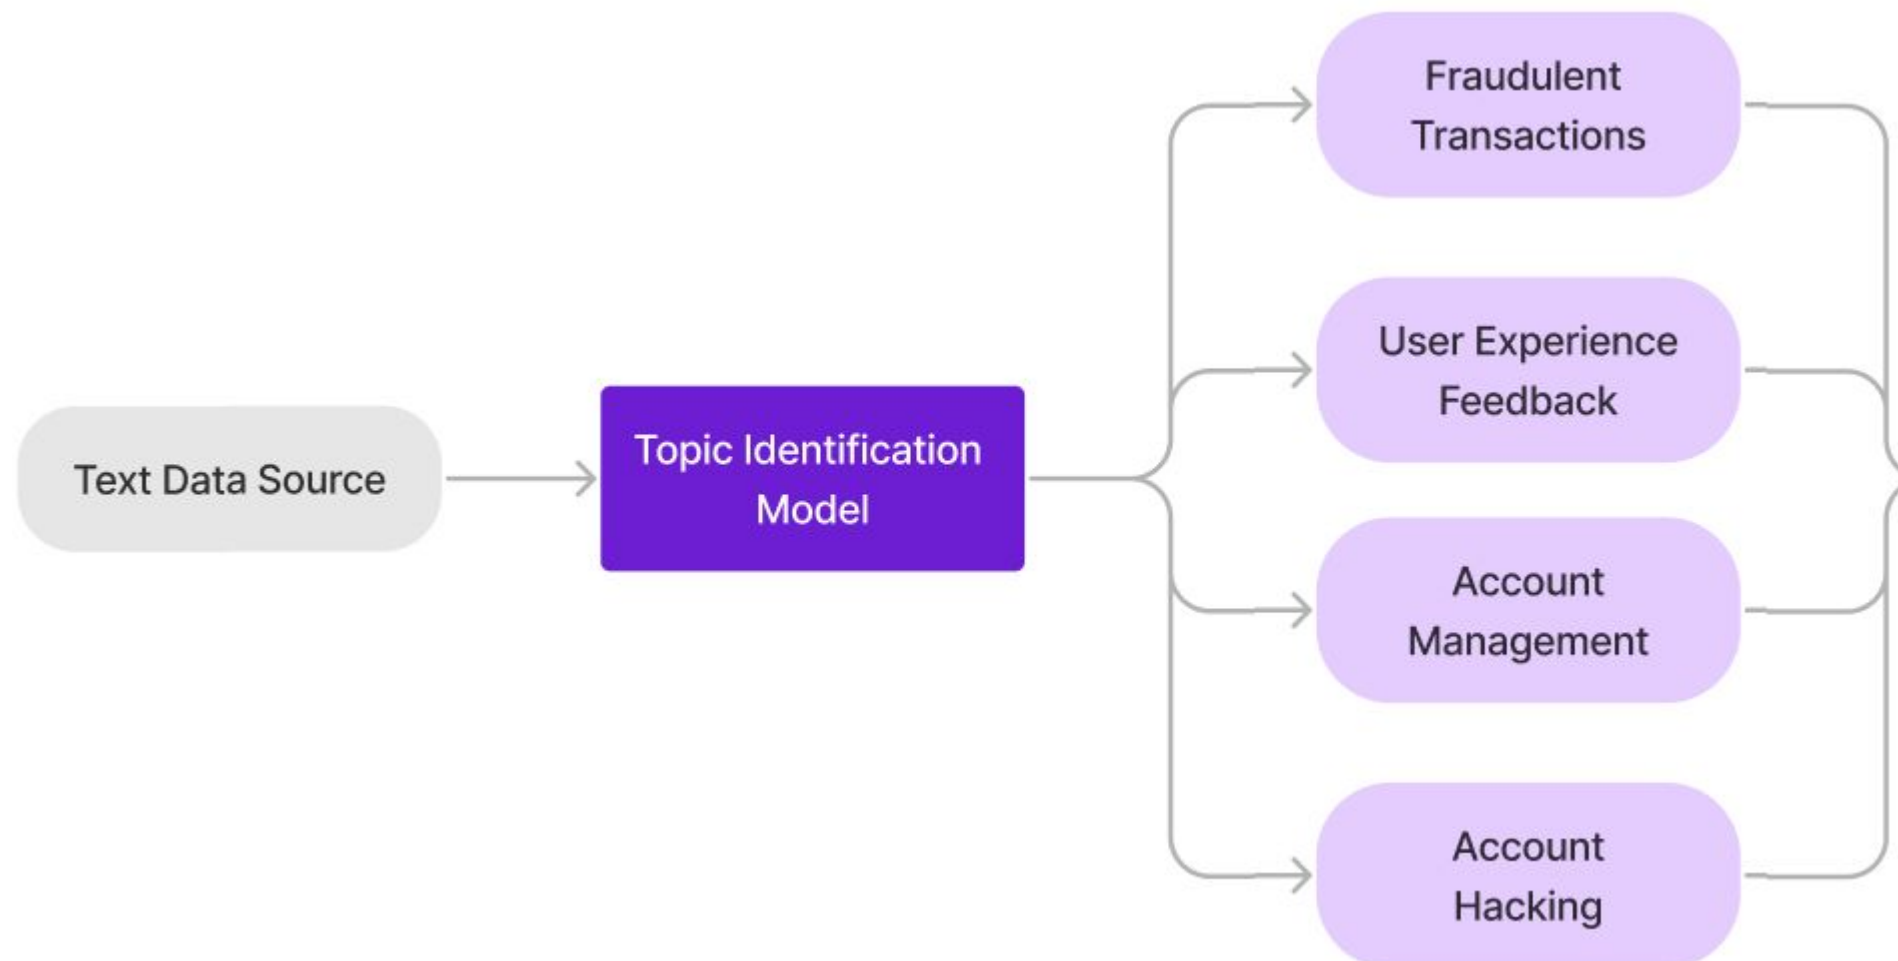 Text Data Source
Topic Identification
Model
Fraudulent
Transactions
User Experience
Feedback
Account
Management
Account
Hacking